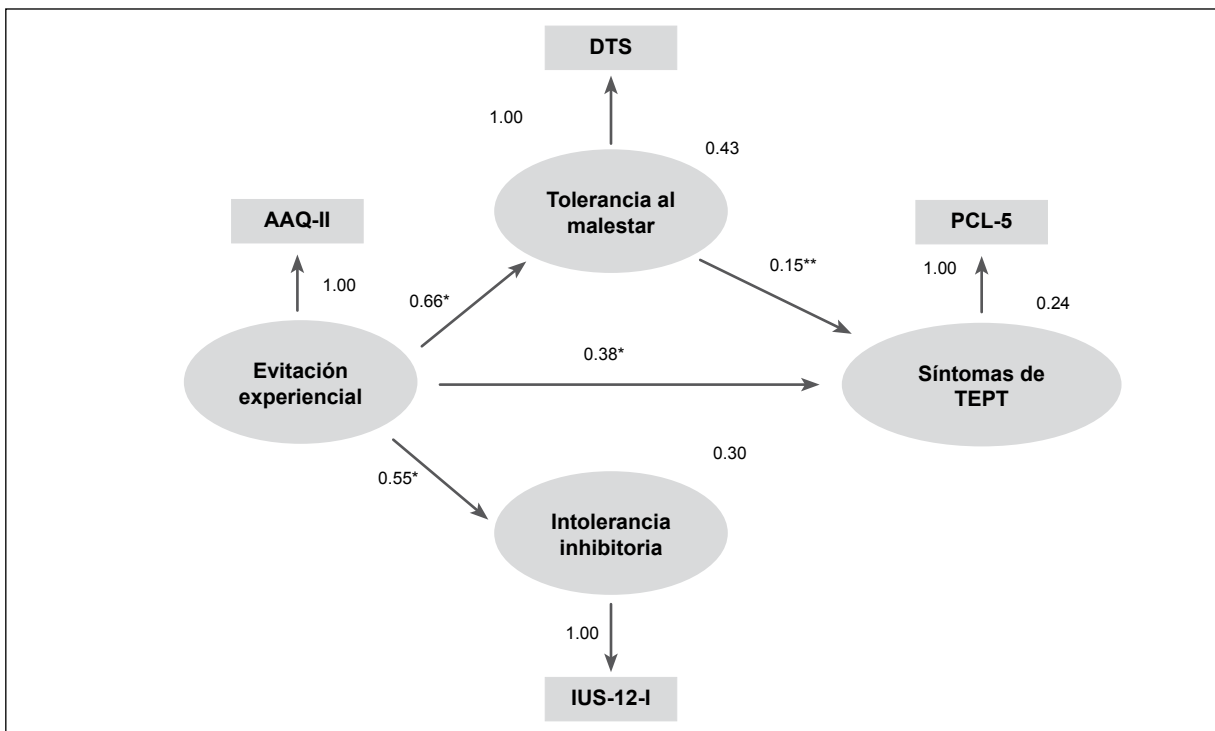 DTS
1.00
0.43
Tolerancia al
malestar
AAQ-II
PCL-5
0.15**
1.00
1.00
0.66*
0.24
0.38*
Evitación
experiencial
Síntomas de
TEPT
0.30
0.55*
Intolerancia
inhibitoria
1.00
IUS-12-I